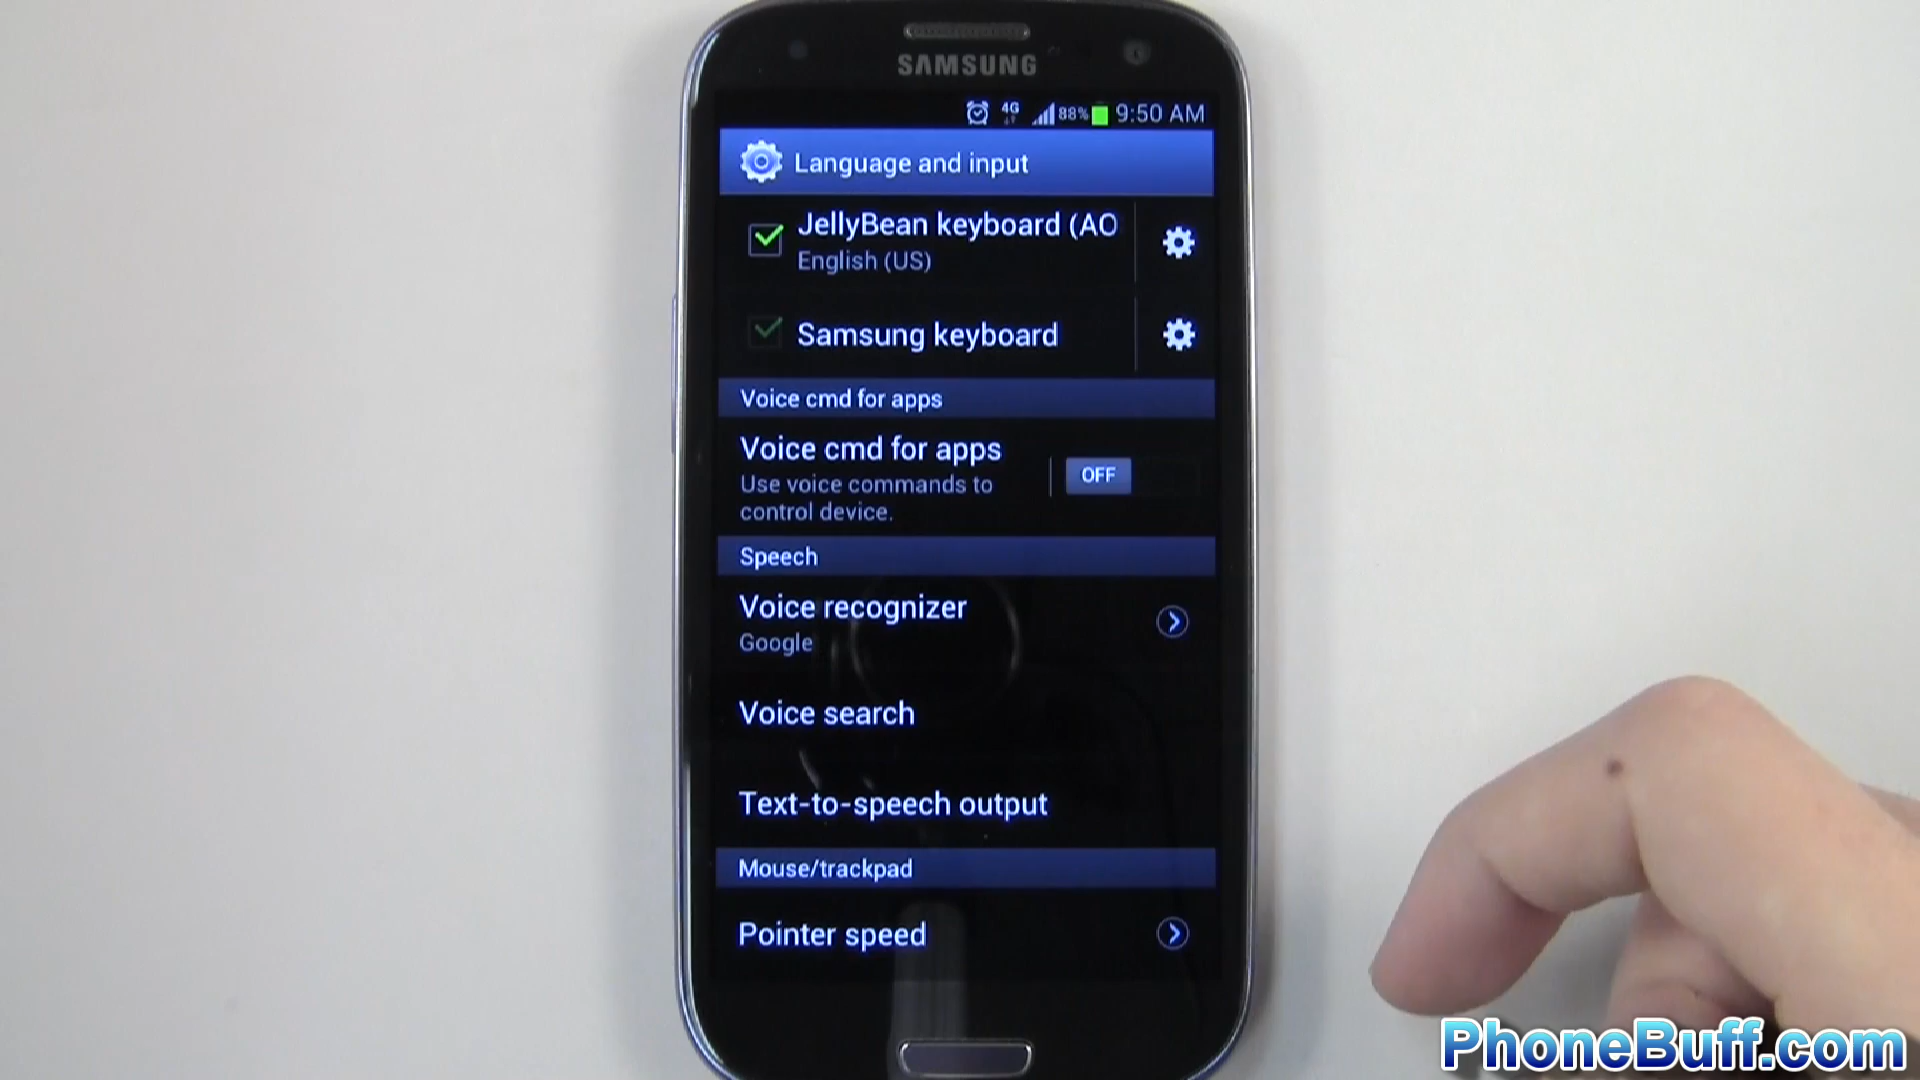 SAMSUNG
4G 88% 9:50 AM
Language and input
JellyBean keyboard (AO
English (US)
Samsung keyboard
Voice cmd for apps
Voice cmd for apps
OFF
Use voice commands to
control device.
Speech
Voice recognizer
Google
Voice search
Text-to-speech output
Mouse/trackpad
Pointer speed
PhoneBuff.com